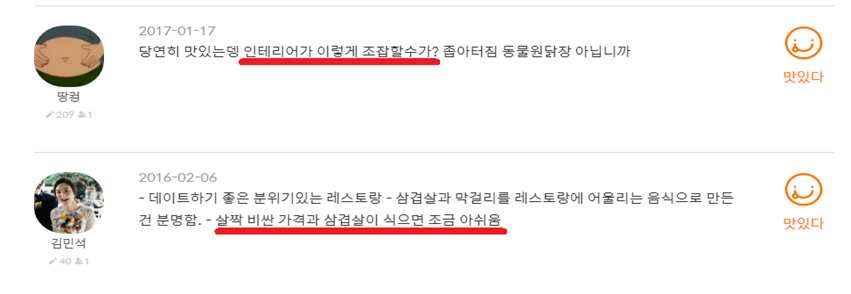 2017-01-17
당연히 맛있는뎅 인테리어가 이렇게 조잡할수가? 좁아터짐 동물원닭장 아닙니까
맛있다
땅컹
209 1
2016-02-06
- 데이트하기 좋은 분위기있는 레스토랑 - 삼겹살과 막걸리를 레스토랑에 어울리는 음식으로 만든
건 분명함. - 살짝 비싼 가격과 삼겹살이 식으면 조금 아쉬움
맛있다
김민석
40 1